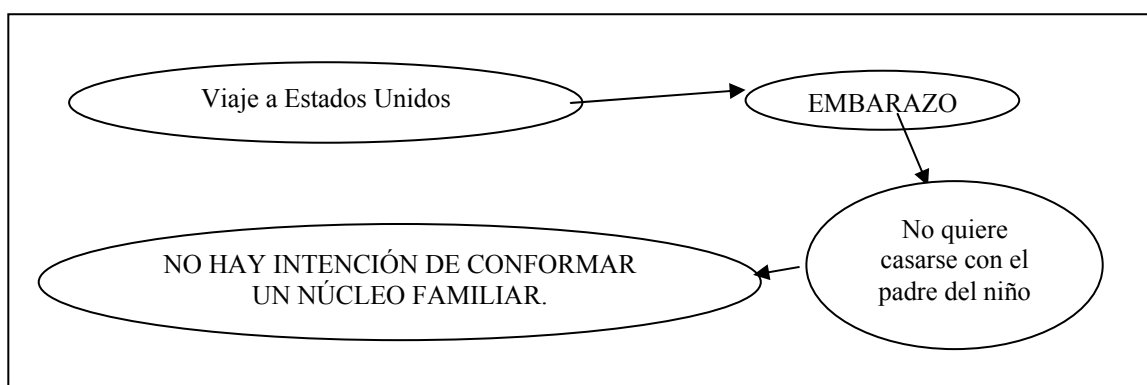 Viaje a Estados Unidos
EMBARAZO
No quiere
casarse con el
padre del niño
NO HAY INTENCIÓN DE CONFORMAR
UN NÚCLEO FAMILIAR.